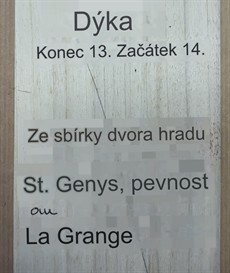 Dýka
Konec 13. Začátek 14.
Ze sbírky dvora hradu
St. Genys, pevnost
ou
La Grange